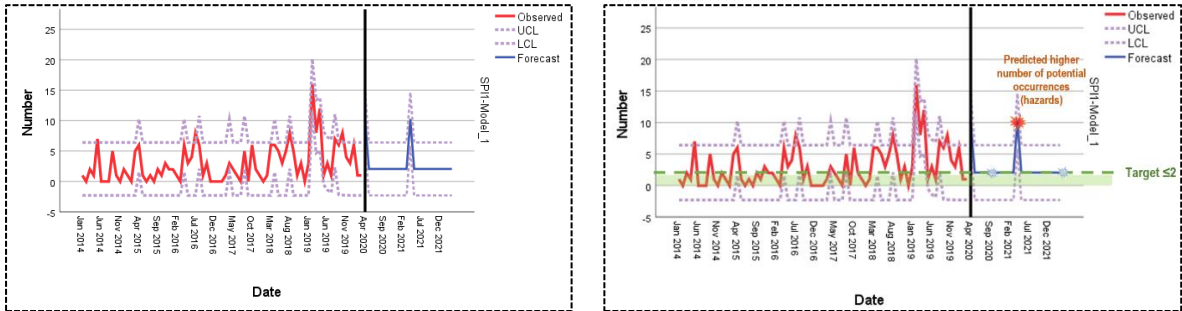 Observed
UCL
LCL
Forecast
25
20
15
10
5
0
-5
Number
SPI1-Model_1
Jan 2014
Jun 2014
Nov 2014
Apr 2015
Sep 2015
Feb 2016
Jul 2016
Dec 2016
May 2017
Oct 2017
Mar 2018
Aug 2018
Jan 2019
Jun 2019
Nov 2019
Apr 2020
Sep 2020
Feb 2021
Jul 2021
Dec 2021
Date
Observed
UCL
LCL
Forecast
Predicted higher
number of potential
occurrences
(hazards)
25
20
15
10
5
0
-5
Number
SPI1-Model_1
Target ≤2
Jan 2014
Jun 2014
Nov 2014
Apr 2015
Sep 2015
Feb 2016
Jul 2016
Dec 2016
May 2017
Oct 2017
Mar 2018
Aug 2018
Jan 2019
Jun 2019
Nov 2019
Apr 2020
Sep 2020
Feb 2021
Jul 2021
Dec 2021
Date